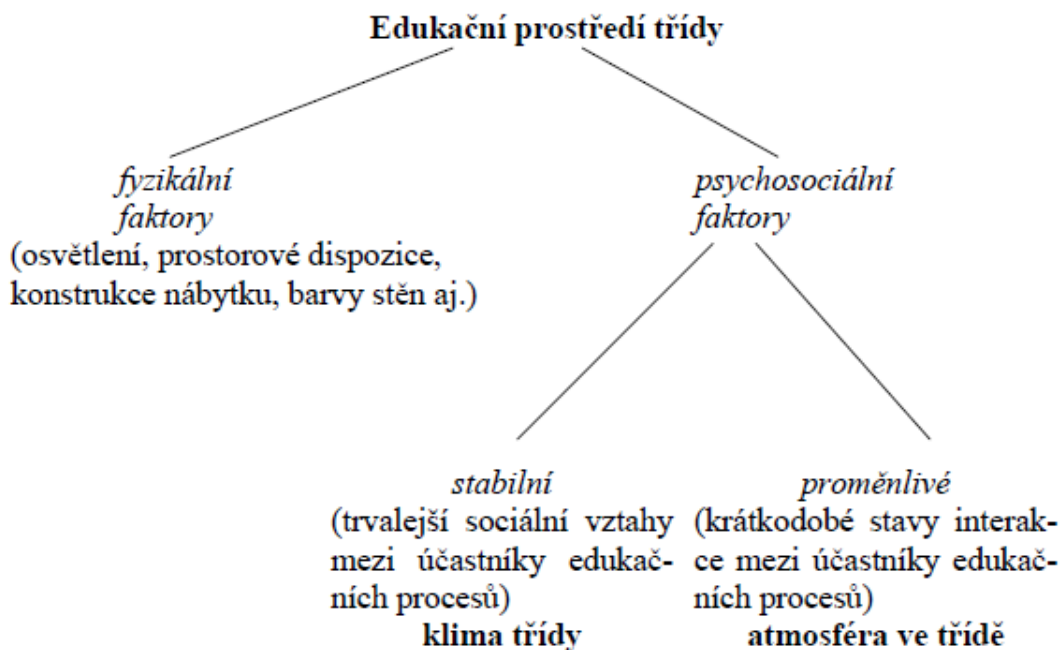 Edukační prostředí třídy
fyzikální
faktory
(osvětlení, prostorové dispozice,
konstrukce nábytku, barvy stěn aj.)
psychosociální
faktory
stabilní
(trvalejší sociální vztahy
mezi účastníky edukač-
ních procesů)
klima třídy
proměnlivé
(krátkodobé stavy interak-
ce mezi účastníky edukač-
ních procesů)
atmosféra ve třídě